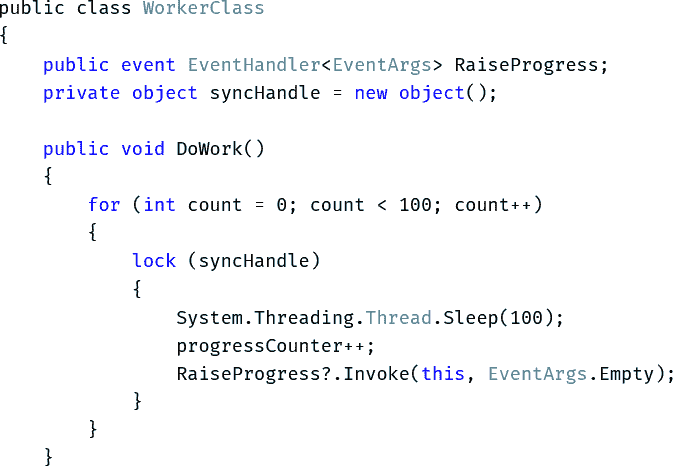 public class WorkerClass
{
    public event EventHandler<EventArgs> RaiseProgress;
    private object syncHandle = new object();

    public void DoWork()
    {
        for (int count = 0; count < 100; count++)
        {
            lock (syncHandle)
            {
                System.Threading.Thread.Sleep(100);
                progressCounter++;
                RaiseProgress?.Invoke(this, EventArgs.Empty);
            }
        }
    }